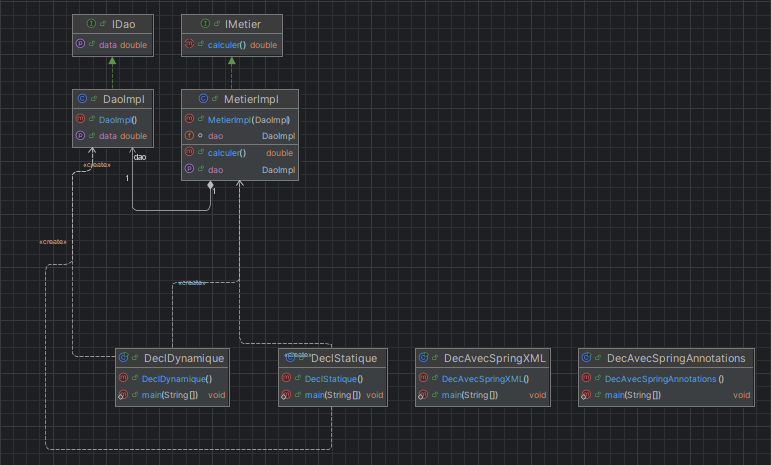 IDao
data double
IMetier
calculer() double
DaoImpl
DaoImpl()
data double
MetierImpl
MetierImpl(DaoImpl)
dao DaoImpl
calculer() double
dao DaoImpl
«create»
dao
1
1
«create»
«create»
«create»
DeclDynamique
DeclDynamique()
main(String[]) void
DeclStatique
DeclStatique()
main(String[]) void
DecAvecSpringXML
DecAvecSpringXML()
main(String[]) void
DecAvecSpringAnnotations
DecAvecSpringAnnotations ()
main(String[]) void